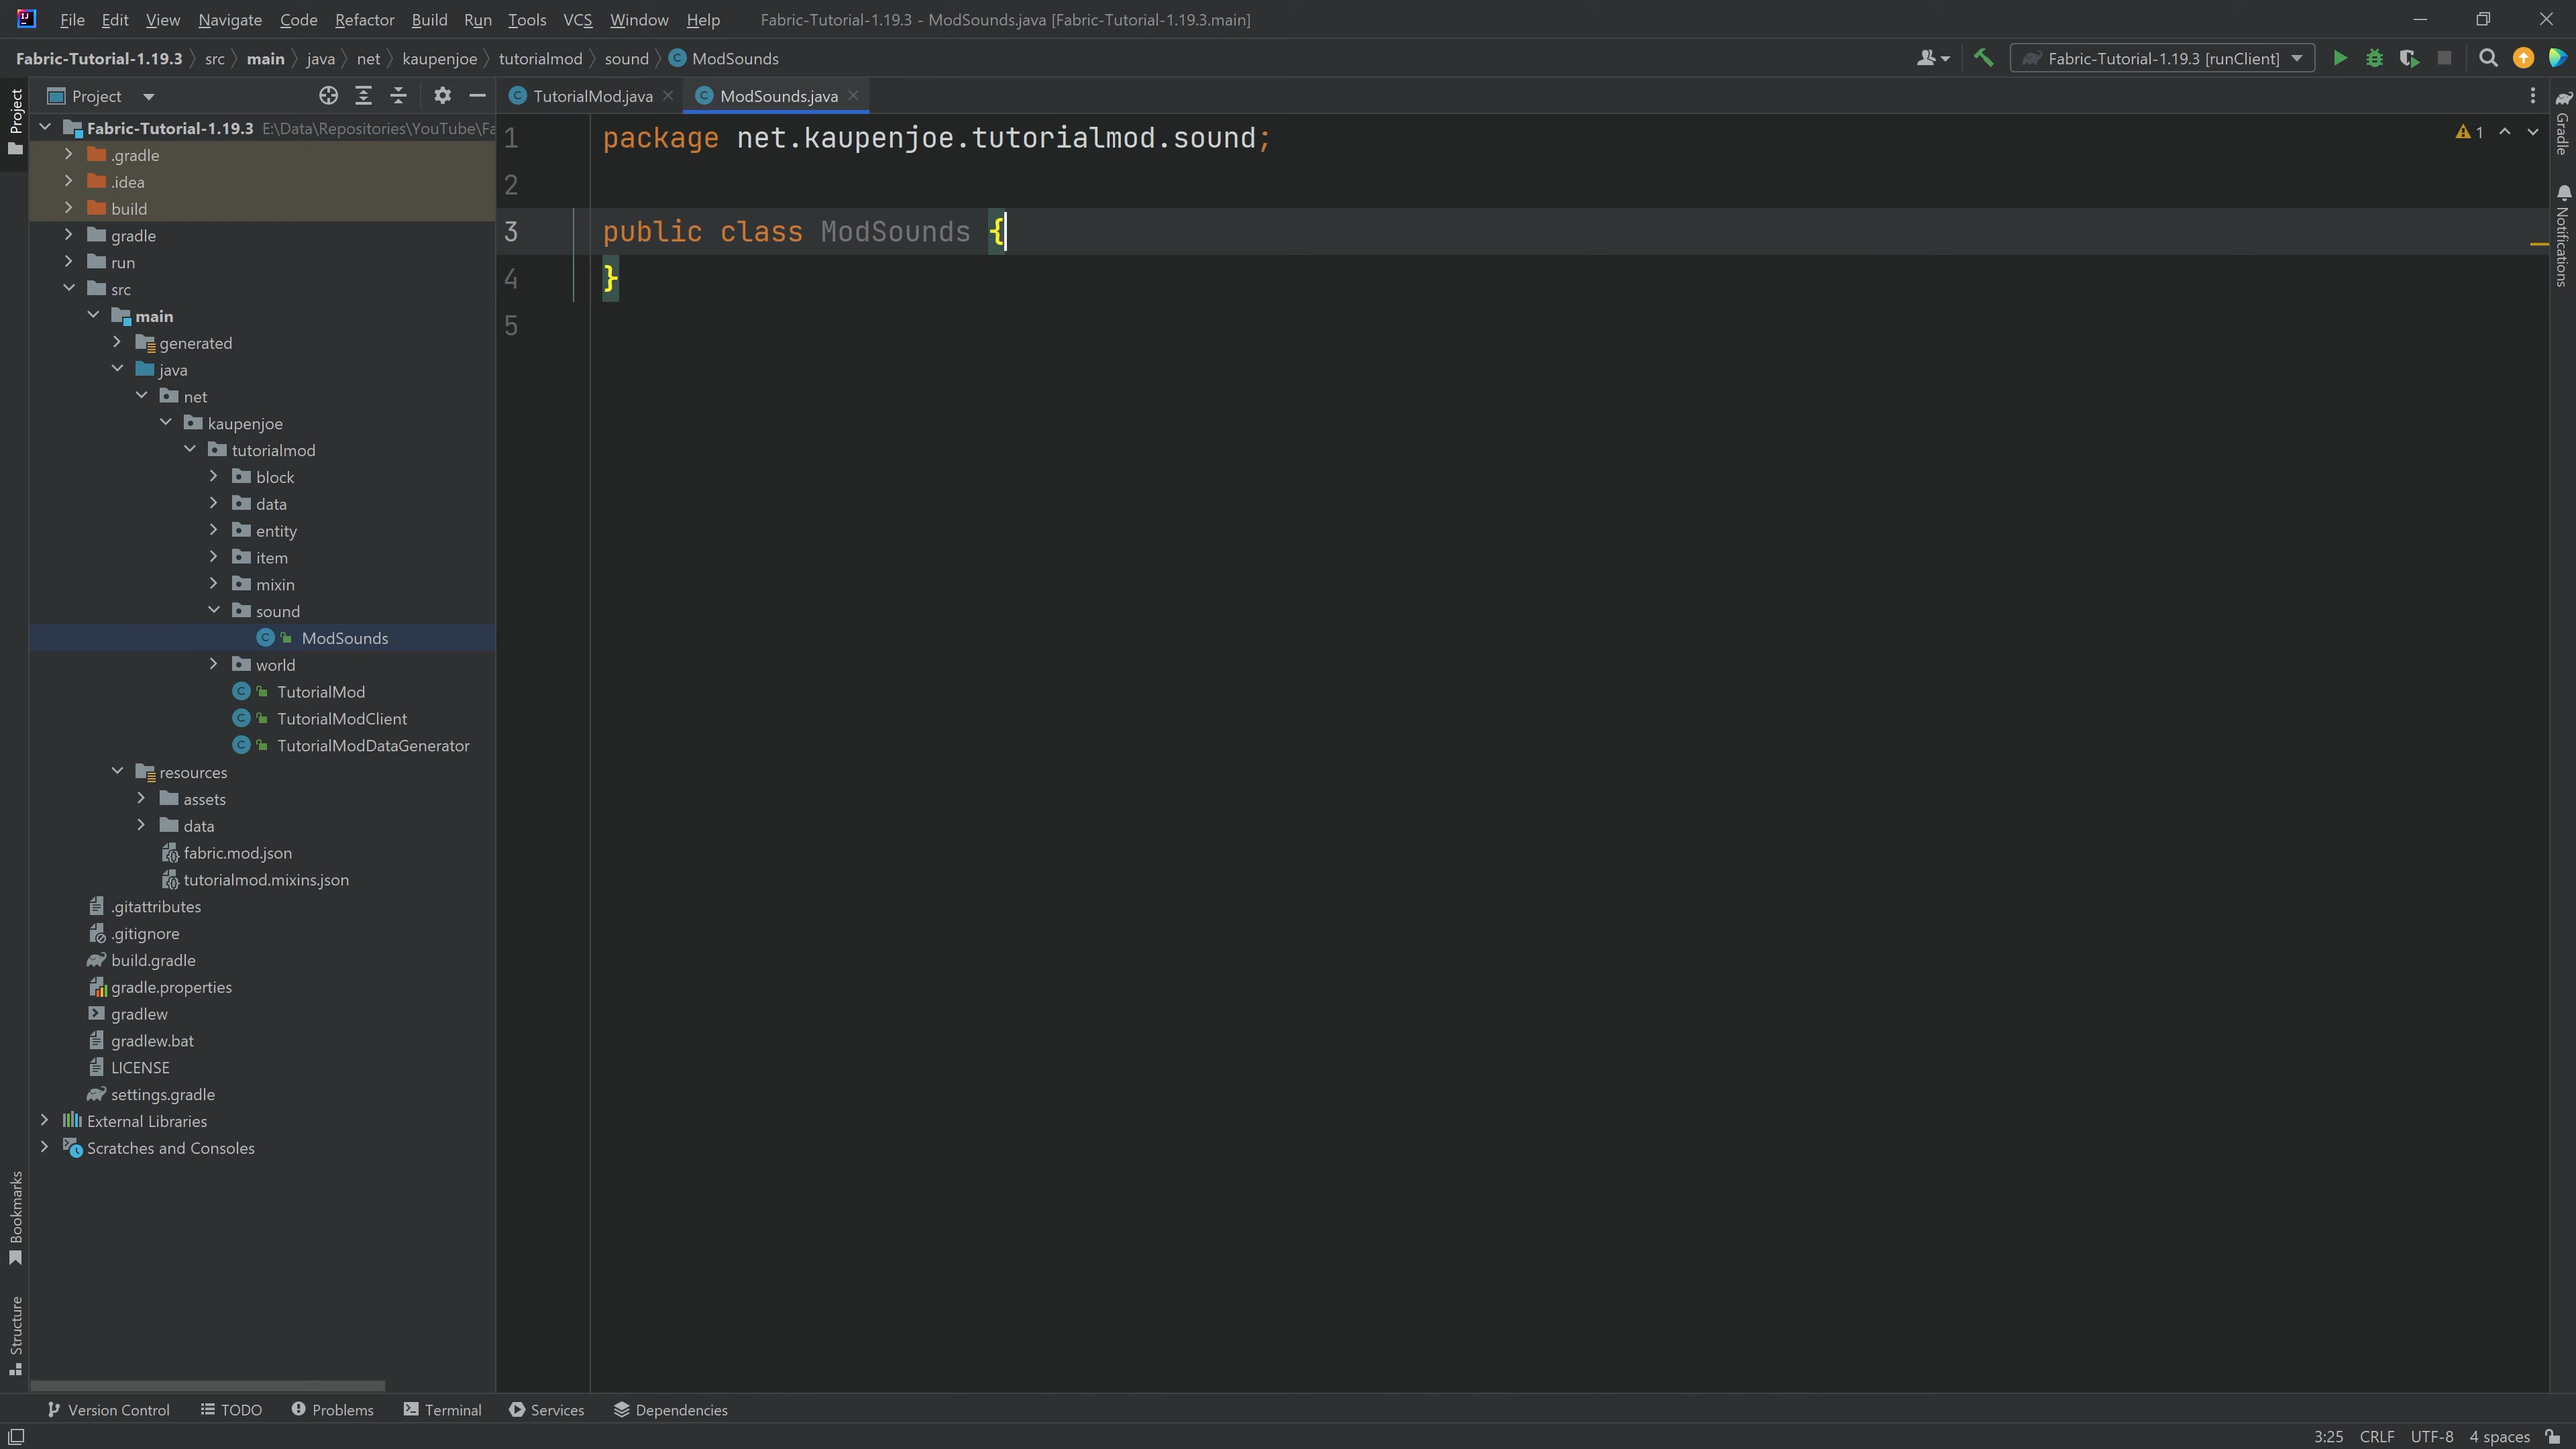 File Edit View Navigate Code Refactor Build Run Tools VCS Window Help Fabric-Tutorial-1.19.3 - ModSounds.java [Fabric-Tutorial-1.19.3.main]
Fabric-Tutorial-1.19.3 src main java net kaupenjoe tutorialmod sound ModSounds Fabric-Tutorial-1.19.3 [runClient]
Project
Project
TutorialMod.java ModSounds.java
Fabric-Tutorial-1.19.3 E:\Data\Repositories\YouTube\Fa
.gradle
.idea
build
gradle
run
src
main
generated
java
net
kaupenjoe
tutorialmod
block
data
entity
item
mixin
sound
ModSounds
world
TutorialMod
TutorialModClient
TutorialModDataGenerator
resources
assets
data
fabric.mod.json
tutorialmod.mixins.json
.gitattributes
.gitignore
build.gradle
gradle.properties
gradlew
gradlew.bat
LICENSE
settings.gradle
External Libraries
Scratches and Consoles
1 package net.kaupenjoe.tutorialmod.sound;
2
3 public class ModSounds {
4 }
5
1
Gradle
Notifications
Bookmarks
Structure
Version Control TODO Problems Terminal Services Dependencies
3:25 CRLF UTF-8 4 spaces